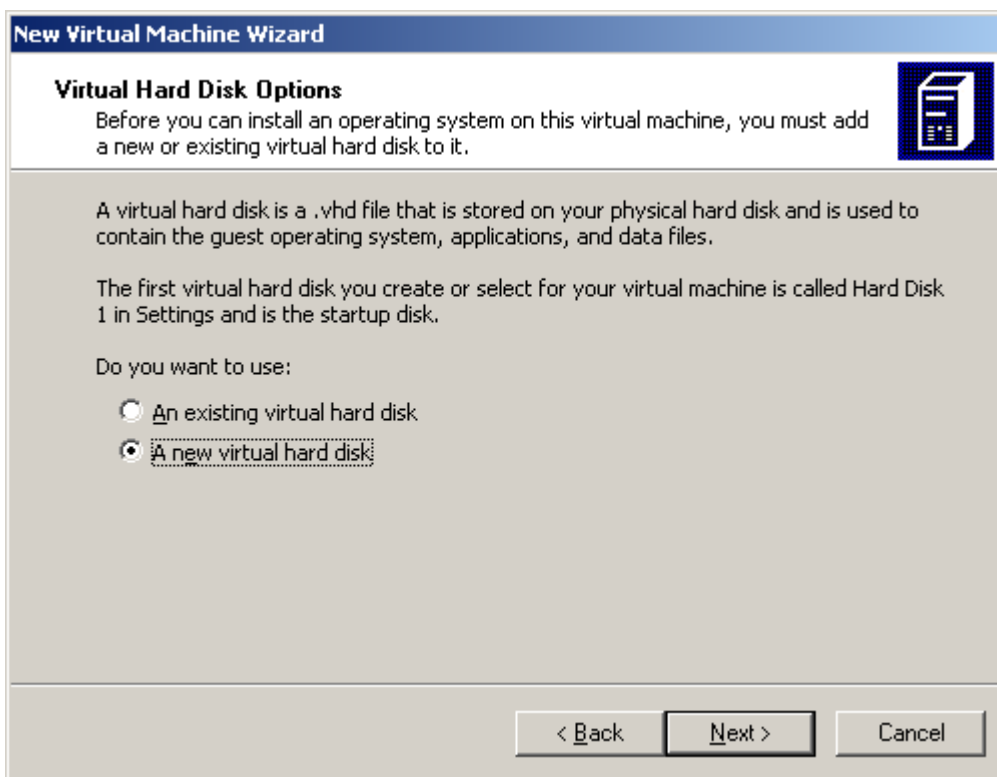 New Virtual Machine Wizard
Virtual Hard Disk Options
Before you can install an operating system on this virtual machine, you must add
a new or existing virtual hard disk to it.
A virtual hard disk is a .vhd file that is stored on your physical hard disk and is used to
contain the guest operating system, applications, and data files.
The first virtual hard disk you create or select for your virtual machine is called Hard Disk
1 in Settings and is the startup disk.
Do you want to use:
An existing virtual hard disk
A new virtual hard disk
< Back
Next >
Cancel